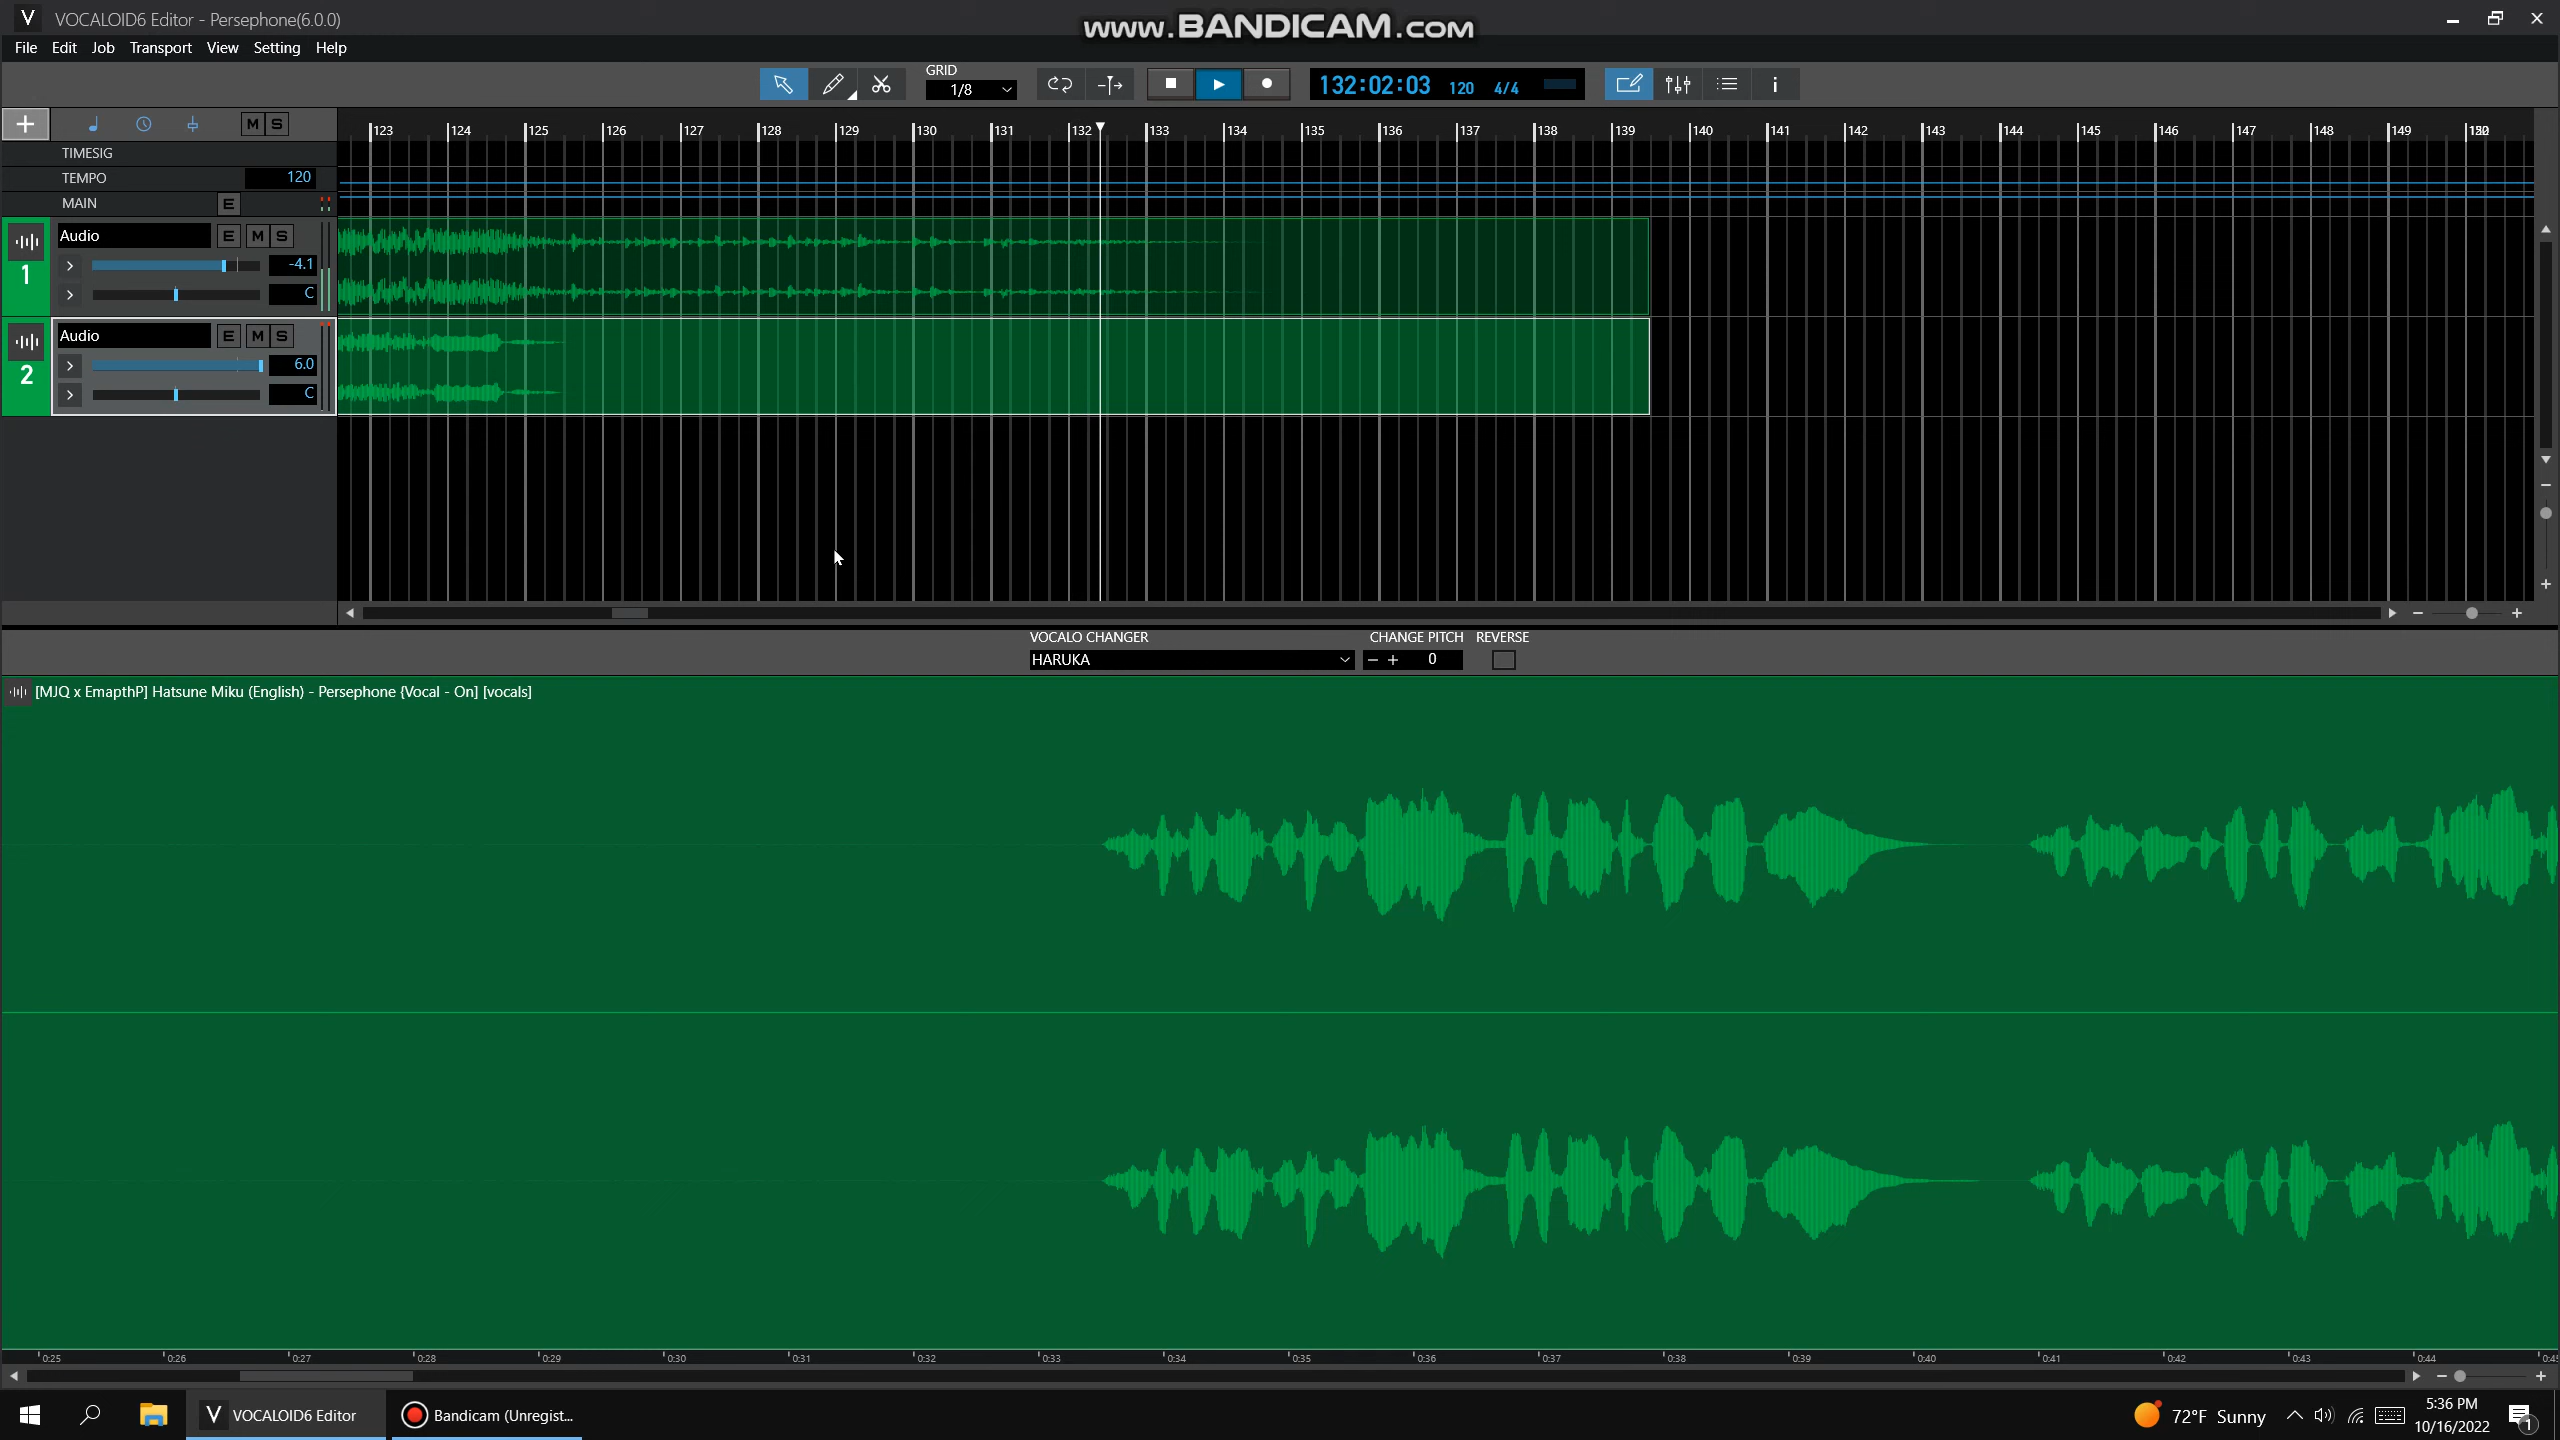 VOCALOID6 Editor - Persephone(6.0.0)
www.BANDICAM.com
File Edit Job Transport View Setting Help
GRID
1/8
132:02:03 120 4/4
M S
123 124 125 126 127 128 129 130 131 132 133 134 135 136 137 138 139 140 141 142 143 144 145 146 147 148 149
TIMESIG
TEMPO 120
MAIN E
Audio E M S
1
-4.1
C
Audio E M S
2
6.0
C
VOCALO CHANGER CHANGE PITCH REVERSE
HARUKA − + 0
[MJQ x EmapthP] Hatsune Miku (English) - Persephone {Vocal - On] [vocals]
0:25 0:26 0:27 0:28 0:29 0:30 0:31 0:32 0:33 0:34 0:35 0:36 0:37 0:38 0:39 0:40 0:41 0:42 0:43 0:44
V VOCALOID6 Editor
Bandicam (Unregist...
72°F Sunny
5:36 PM
10/16/2022
1